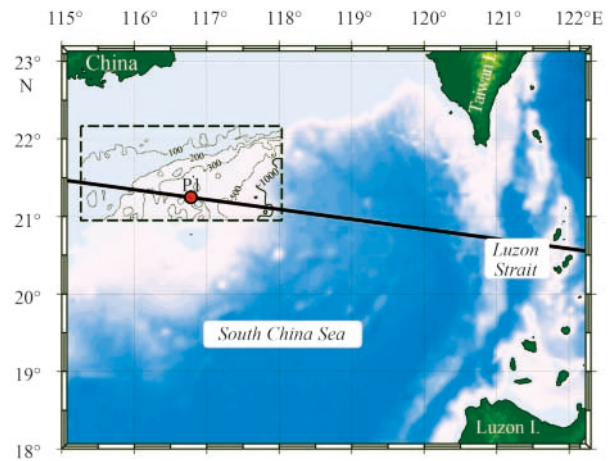 115° 116° 117° 118° 119° 120° 121° 122°E
23°
N
22°
21°
20°
19°
18°
China
Taiwan I.
100
200
300
500
1000
P1
Luzon
Strait
South China Sea
Luzon I.